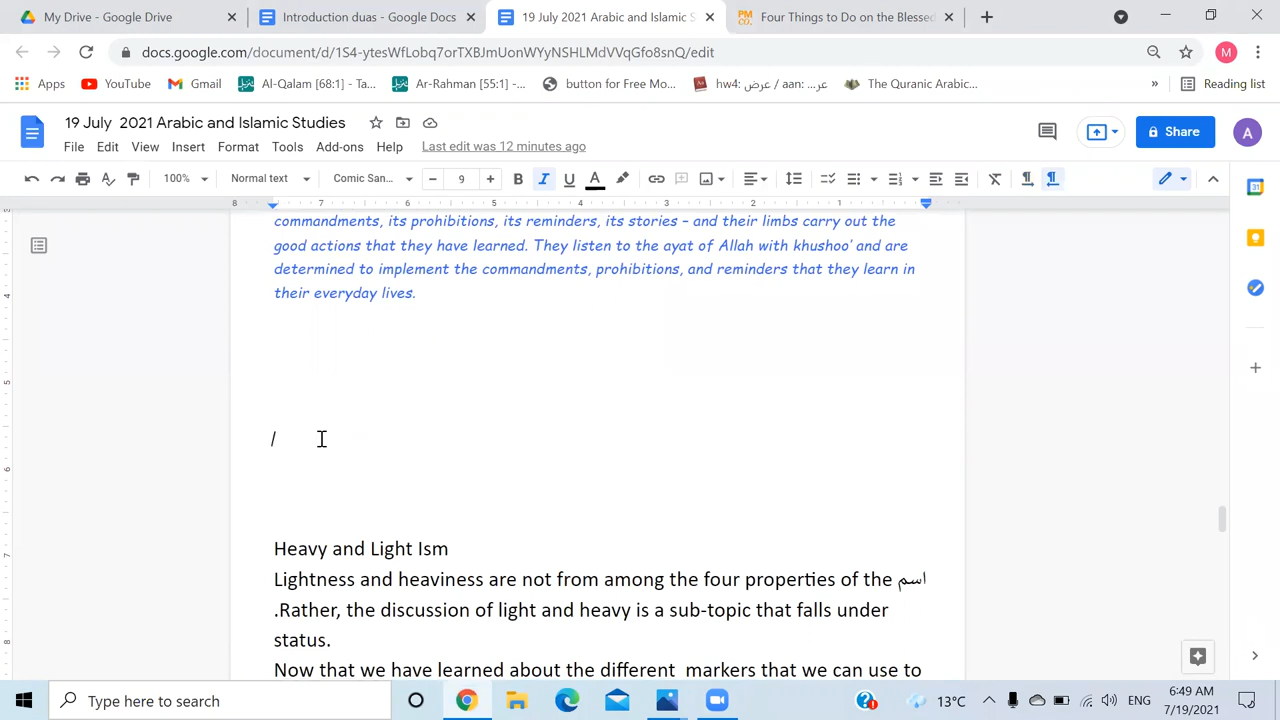 My Drive - Google Drive
Introduction duas - Google Docs
19 July 2021 Arabic and Islamic S
Four Things to Do on the Blessed
docs.google.com/document/d/1S4-ytesWfLobq7orTXBJmUonWYyNSHLMdVVqGfo8snQ/edit
M
Apps
YouTube
Gmail
Al-Qalam [68:1] - Ta...
Ar-Rahman [55:1] -...
button for Free Mo...
hw4: عر...aan: / عرض
The Quranic Arabic...
»
Reading list
19 July  2021 Arabic and Islamic Studies
File Edit View Insert Format Tools Add-ons Help Last edit was 12 minutes ago
Share
A
100% Normal text Comic San... 9 B I U A
8 7 6 5 4 3 2 1
commandments, its prohibitions, its reminders, its stories – and their limbs carry out the
good actions that they have learned. They listen to the ayat of Allah with khushoo’ and are
determined to implement the commandments, prohibitions, and reminders that they learn in
their everyday lives.
Heavy and Light Ism
Lightness and heaviness are not from among the four properties of the اسم
.Rather, the discussion of light and heavy is a sub-topic that falls under
status.
Now that we have learned about the different  markers that we can use to
Type here to search
13°C
ENG
6:49 AM
7/19/2021